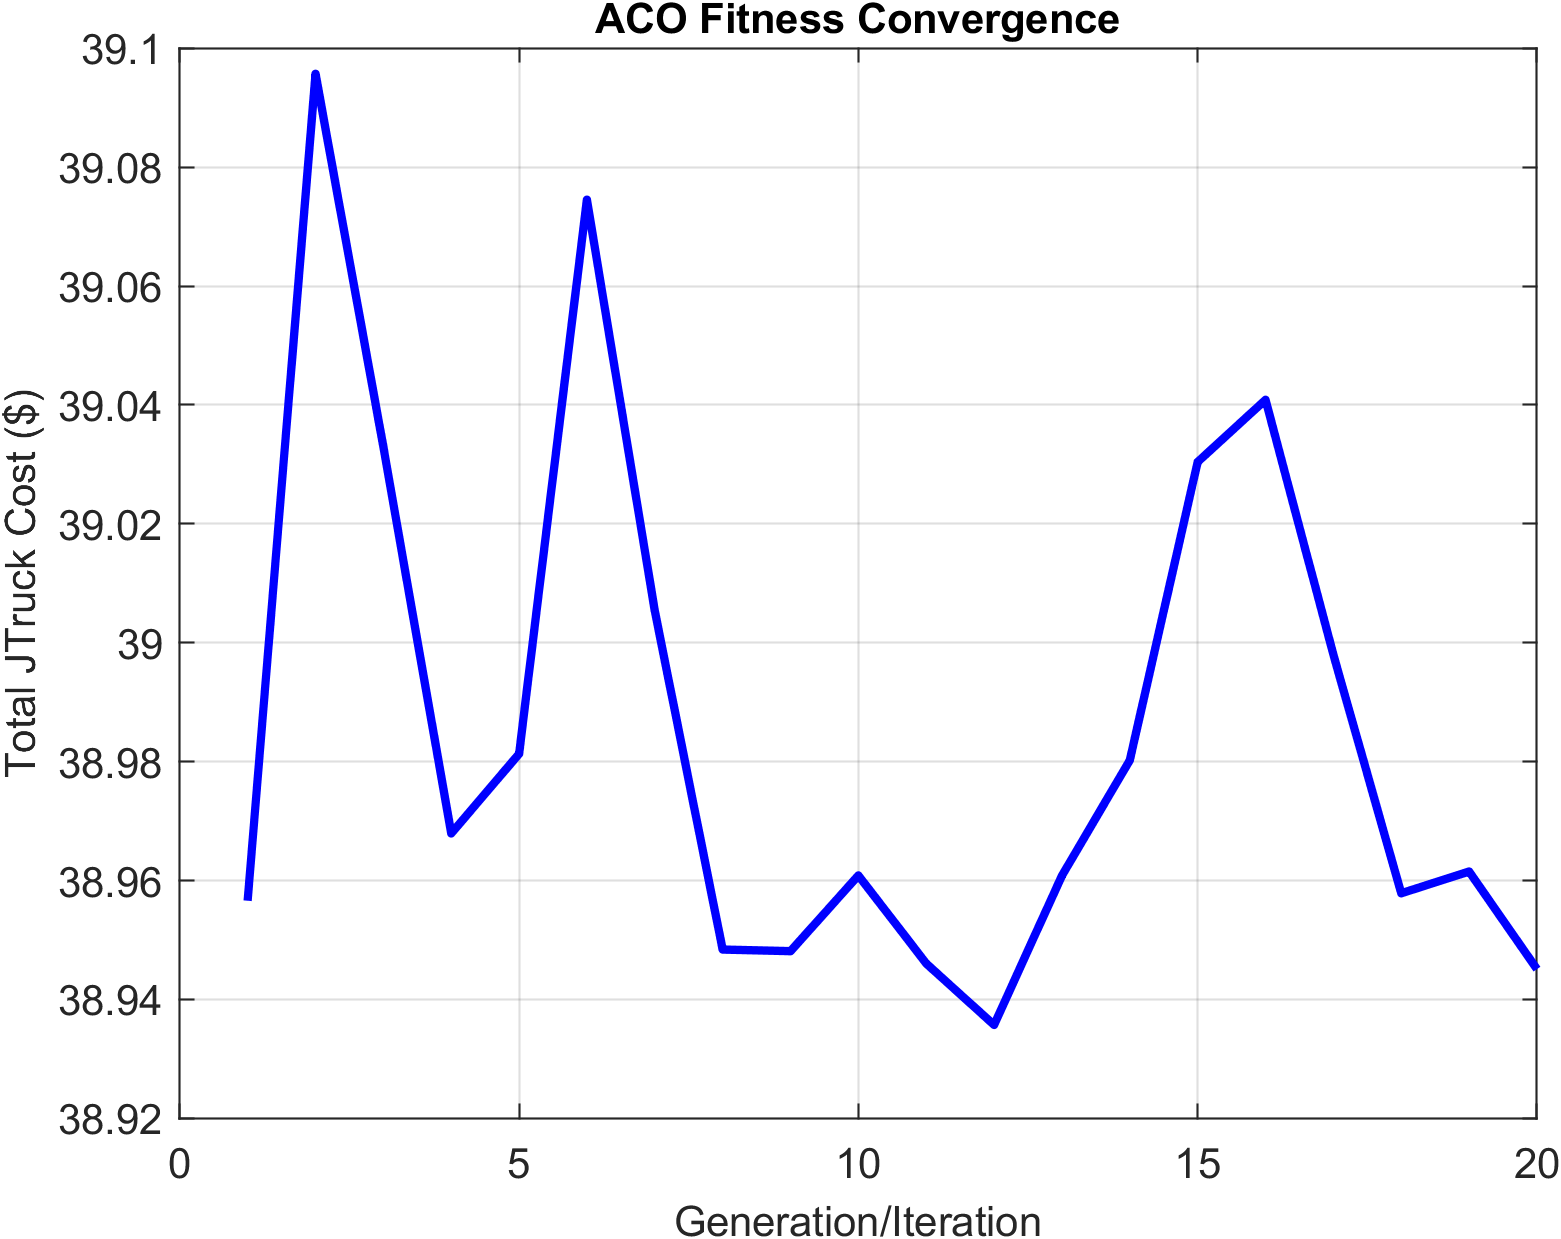 ACO Fitness Convergence
39.1
39.08
39.06
39.04
39.02
39
38.98
38.96
38.94
38.92
Total JTruck Cost ($)
0 5 10 15 20
Generation/Iteration